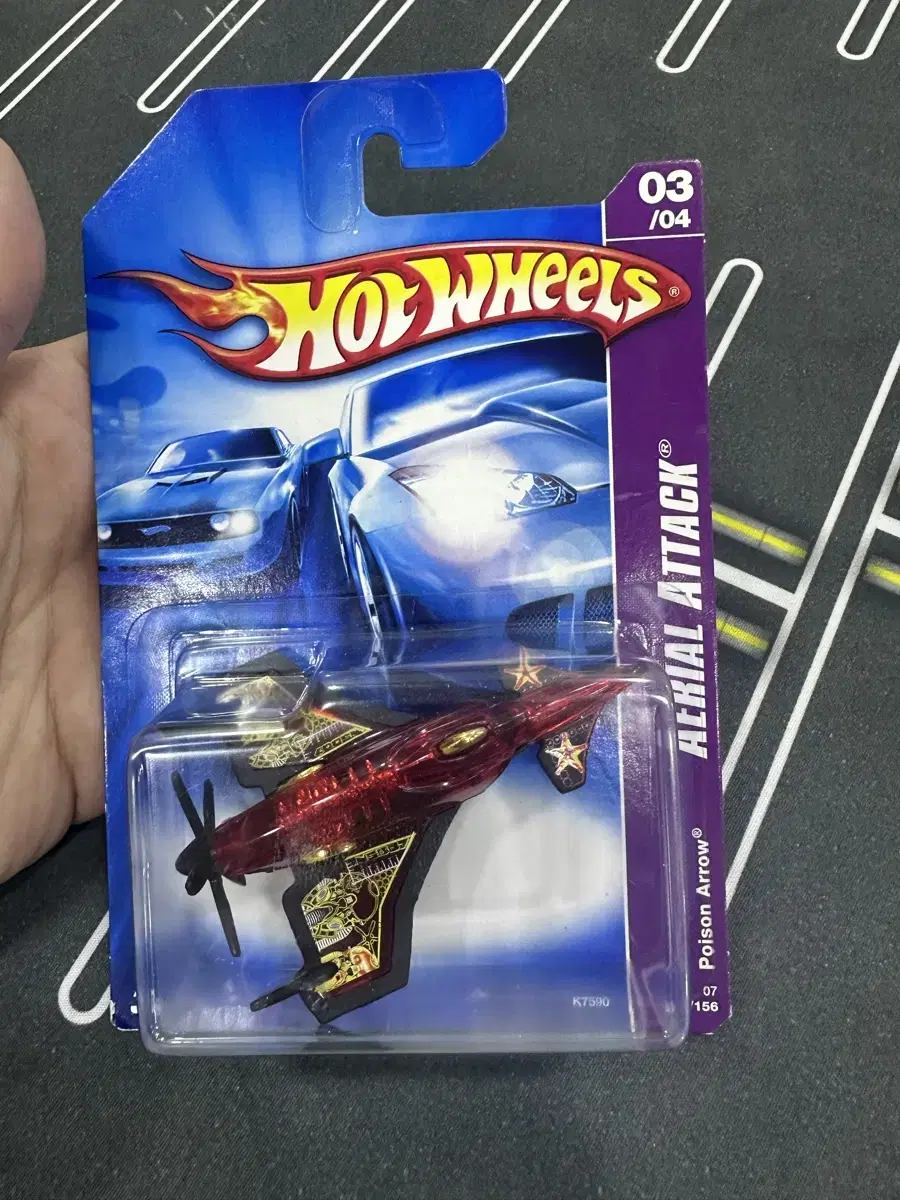 03
/04
HOT WHEELS®
AERIAL ATTACK®
Poison Arrow®
07
/156
K7590